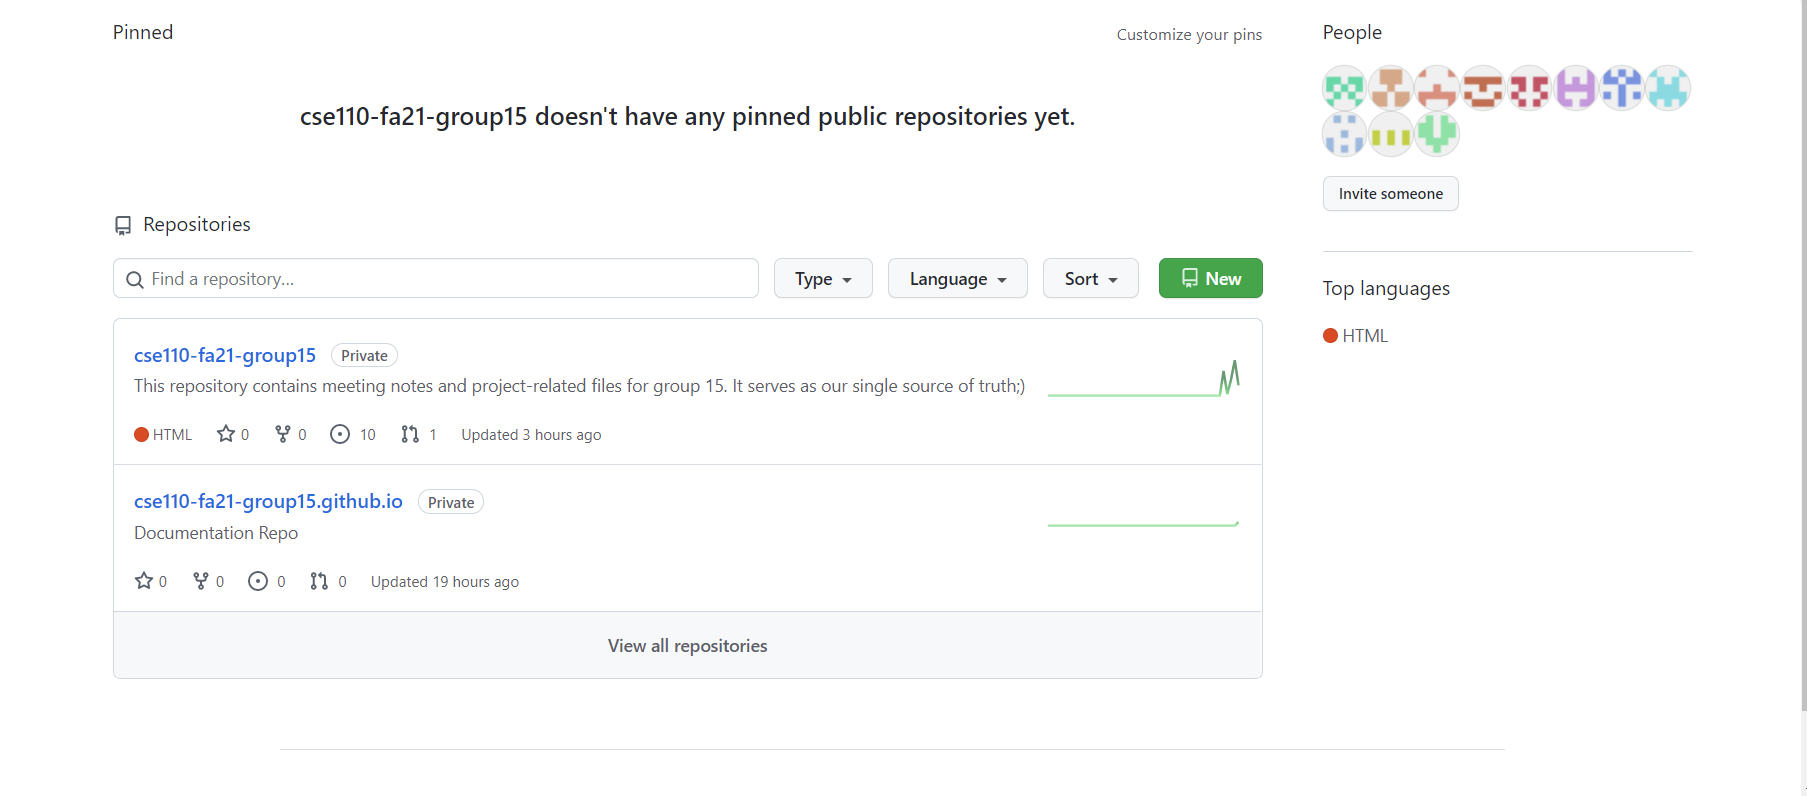 Pinned
Customize your pins
cse110-fa21-group15 doesn't have any pinned public repositories yet.
Repositories
Find a repository...
Type
Language
Sort
New
cse110-fa21-group15 Private
This repository contains meeting notes and project-related files for group 15. It serves as our single source of truth;)
HTML 0 0 10 1 Updated 3 hours ago
cse110-fa21-group15.github.io Private
Documentation Repo
0 0 0 0 Updated 19 hours ago
View all repositories
People
Invite someone
Top languages
HTML